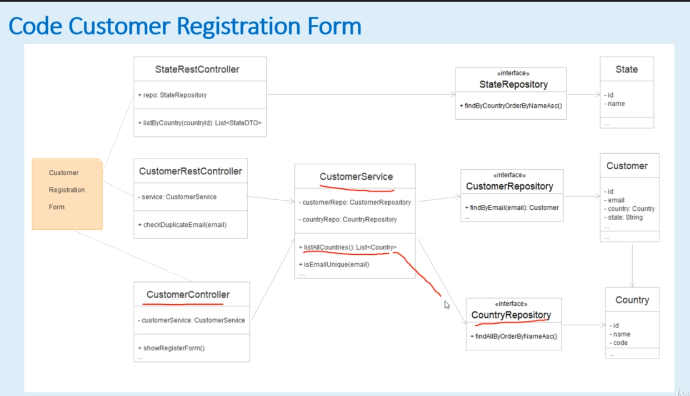 Code Customer Registration Form
StateRestController
+ repo: StateRepository
+ listByCountry(countryId): List<StateDTO>
«interface»
StateRepository
+ findByCountryOrderByNameAsc()
State
- id
- name
...
Customer
Registration
Form
CustomerRestController
- service: CustomerService
+ checkDuplicateEmail(email)
CustomerService
- customerRepo: CustomerRepository
- countryRepo: CountryRepository
+ listAllCountries(): List<Country>
+ isEmailUnique(email)
...
«interface»
CustomerRepository
+ findByEmail(email): Customer
...
Customer
- id
- email
- country: Country
- state: String
...
...
CustomerController
- customerService: CustomerService
+ showRegisterForm()
...
«interface»
CountryRepository
+ findAllByOrderByNameAsc()
Country
- id
- name
- code
...